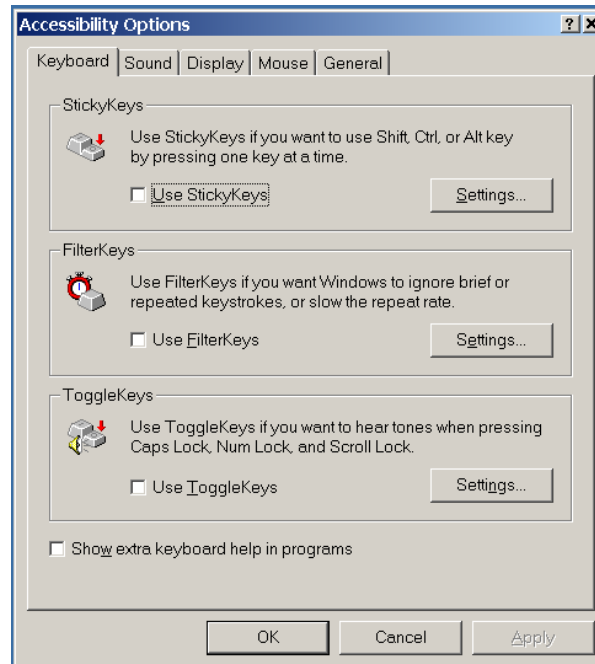 Accessibility Options
Keyboard Sound Display Mouse General
StickyKeys
Use StickyKeys if you want to use Shift, Ctrl, or Alt key
by pressing one key at a time.
Use StickyKeys Settings...
FilterKeys
Use FilterKeys if you want Windows to ignore brief or
repeated keystrokes, or slow the repeat rate.
Use FilterKeys Settings...
ToggleKeys
Use ToggleKeys if you want to hear tones when pressing
Caps Lock, Num Lock, and Scroll Lock.
Use ToggleKeys Settings...
Show extra keyboard help in programs
OK Cancel Apply